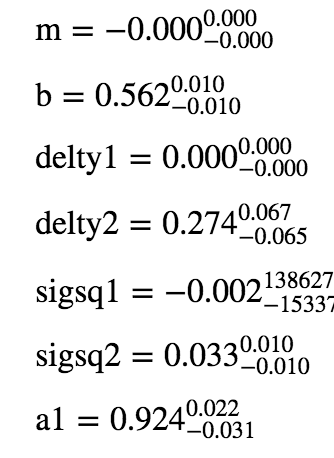 m = −0.000^{0.000}_{−0.000}
b = 0.562^{0.010}_{−0.010}
delty1 = 0.000^{0.000}_{−0.000}
delty2 = 0.274^{0.067}_{−0.065}
sigsq1 = −0.002^{138627}_{−15337}
sigsq2 = 0.033^{0.010}_{−0.010}
a1 = 0.924^{0.022}_{−0.031}